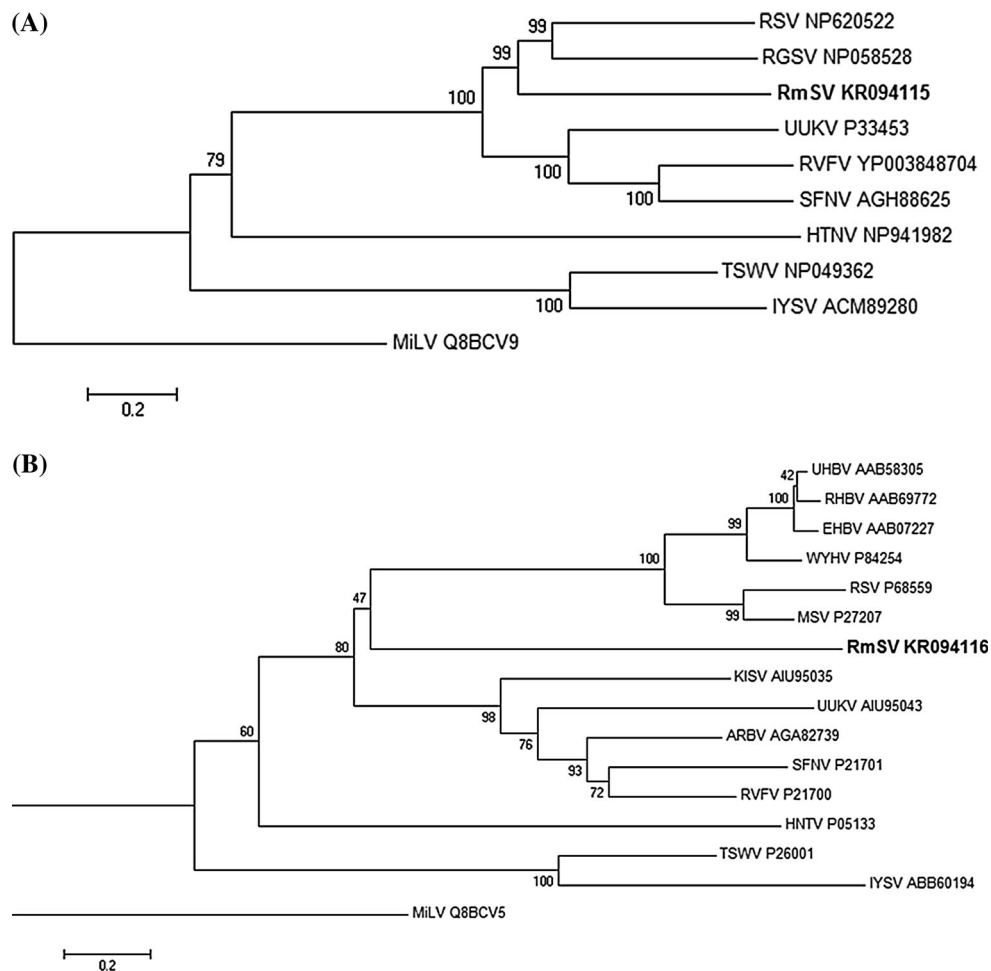 (A)
99
RSV NP620522
99
RGSV NP058528
100
RmSV KR094115
UUKV P33453
79
100
RVFV YP003848704
100
SFNV AGH88625
HTNV NP941982
TSWV NP049362
100
IYSV ACM89280
MiLV Q8BCV9
0.2
(B)
UHBV AAB58305
42
100
RHBV AAB69772
99
EHBV AAB07227
100
WYHV P84254
47
RSV P68559
99
MSV P27207
80
RmSV KR094116
KISV AIU95035
98
UUKV AIU95043
60
76
ARBV AGA82739
93
SFNV P21701
72
RVFV P21700
HNTV P05133
TSWV P26001
100
IYSV ABB60194
MiLV Q8BCV5
0.2